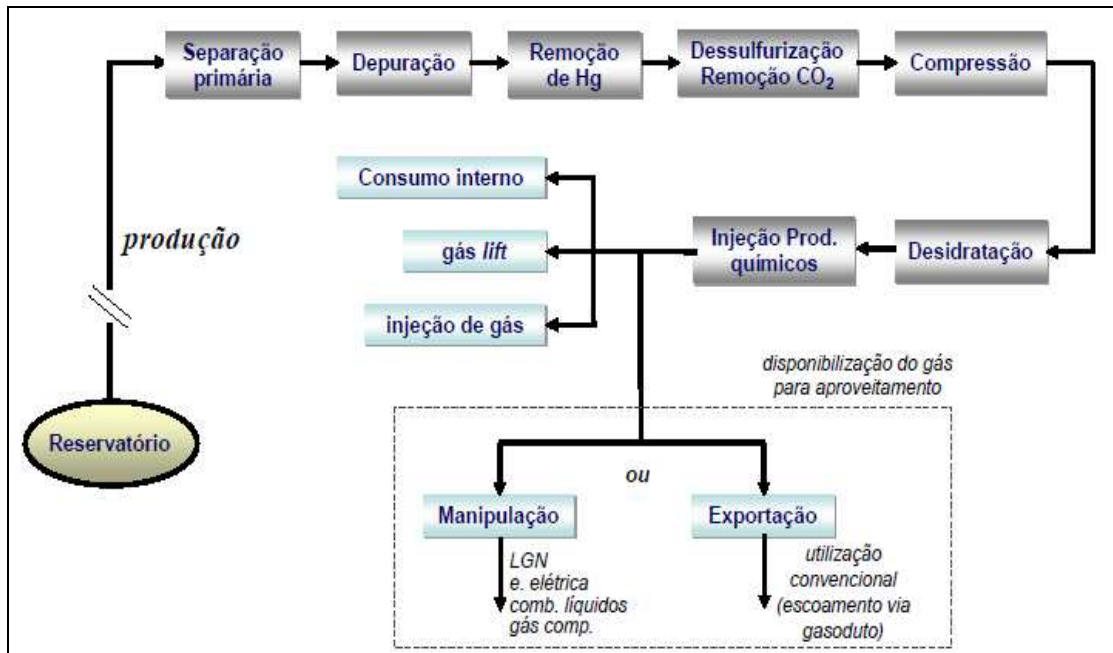 Separação
primária
Depuração
Remoção
de Hg
Dessulfurização
Remoção CO2
Compressão
Consumo interno
produção
gás lift
Injeção Prod.
químicos
Desidratação
injeção de gás
disponibilização do gás
para aproveitamento
Reservatório
ou
Manipulação
Exportação
LGN
e. elétrica
comb. líquidos
gás comp.
utilização
convencional
(escoamento via
gasoduto)